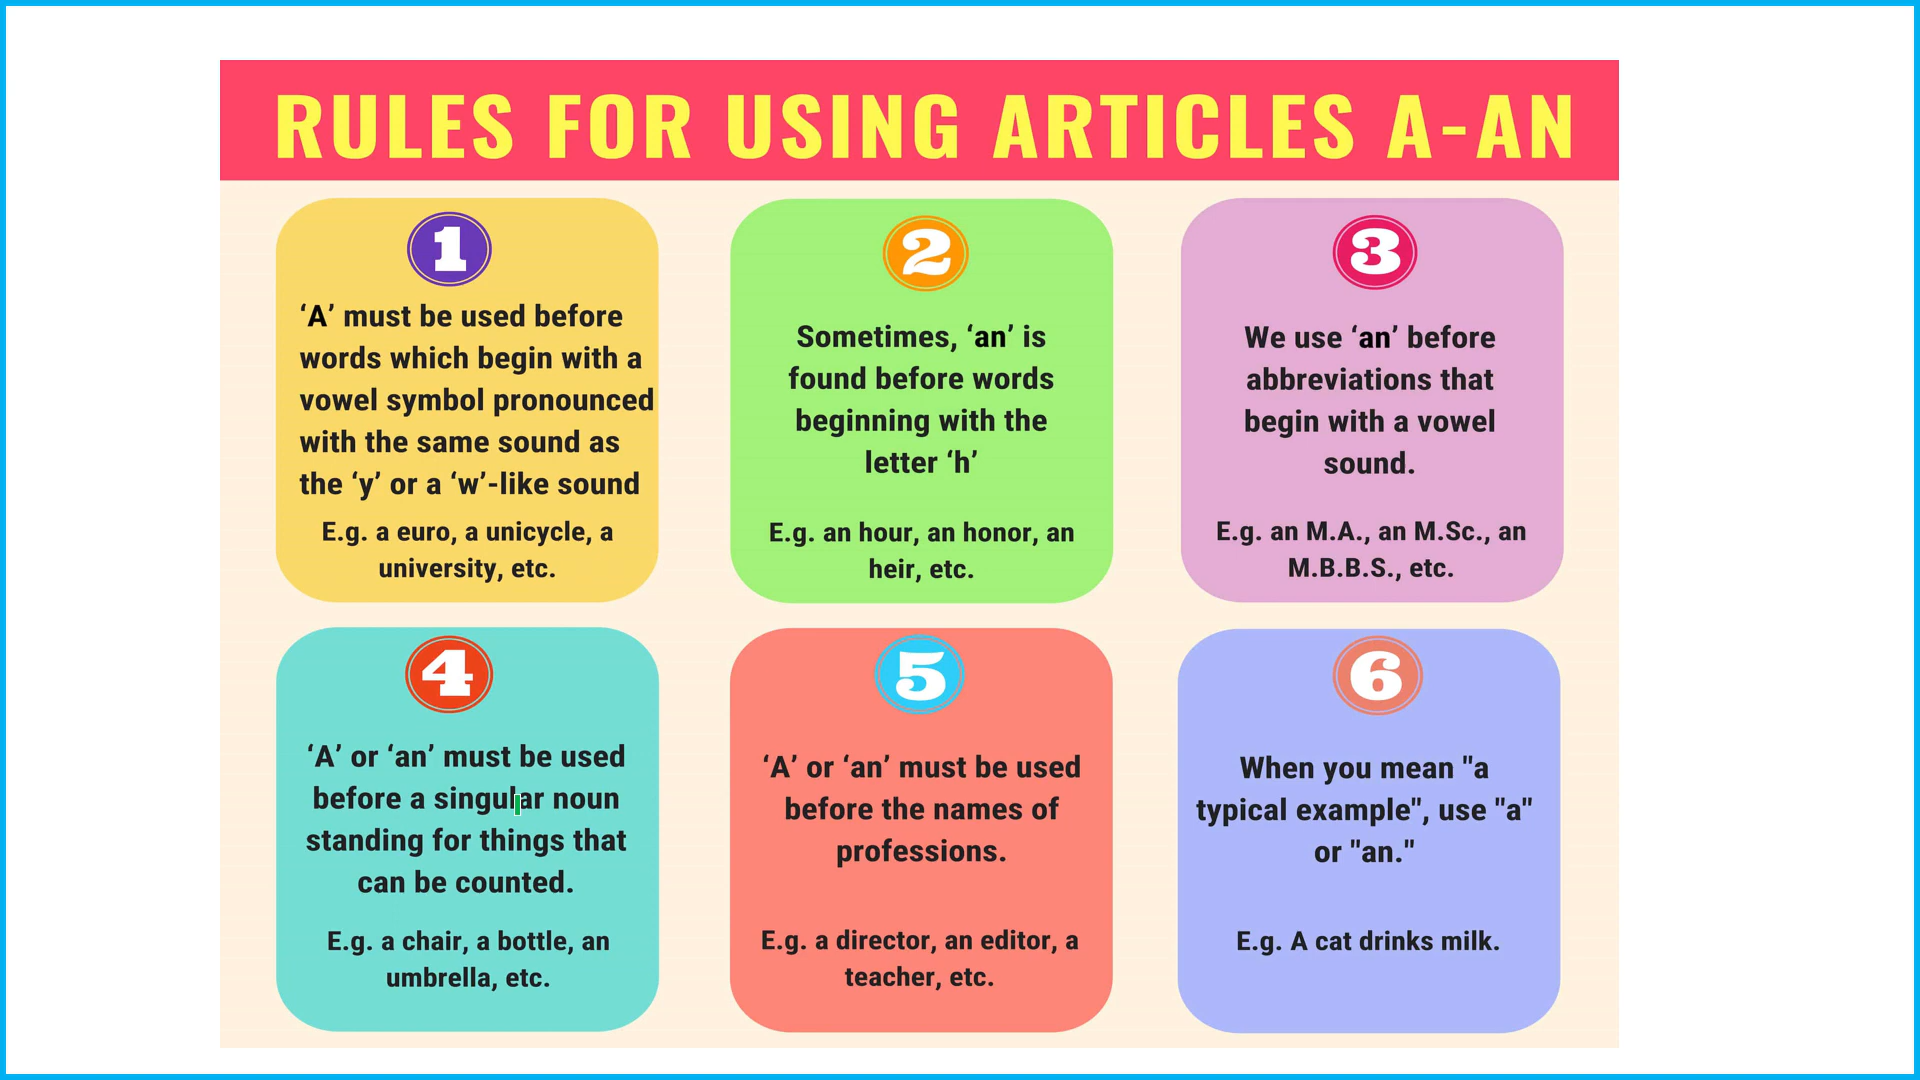 RULES FOR USING ARTICLES A-AN
1
‘A’ must be used before
words which begin with a
vowel symbol pronounced
with the same sound as
the ‘y’ or a ‘w’-like sound
E.g. a euro, a unicycle, a
university, etc.
2
Sometimes, ‘an’ is
found before words
beginning with the
letter ‘h’
E.g. an hour, an honor, an
heir, etc.
3
We use ‘an’ before
abbreviations that
begin with a vowel
sound.
E.g. an M.A., an M.Sc., an
M.B.B.S., etc.
4
‘A’ or ‘an’ must be used
before a singular noun
standing for things that
can be counted.
E.g. a chair, a bottle, an
umbrella, etc.
5
‘A’ or ‘an’ must be used
before the names of
professions.
E.g. a director, an editor, a
teacher, etc.
6
When you mean "a
typical example", use "a"
or "an."
E.g. A cat drinks milk.